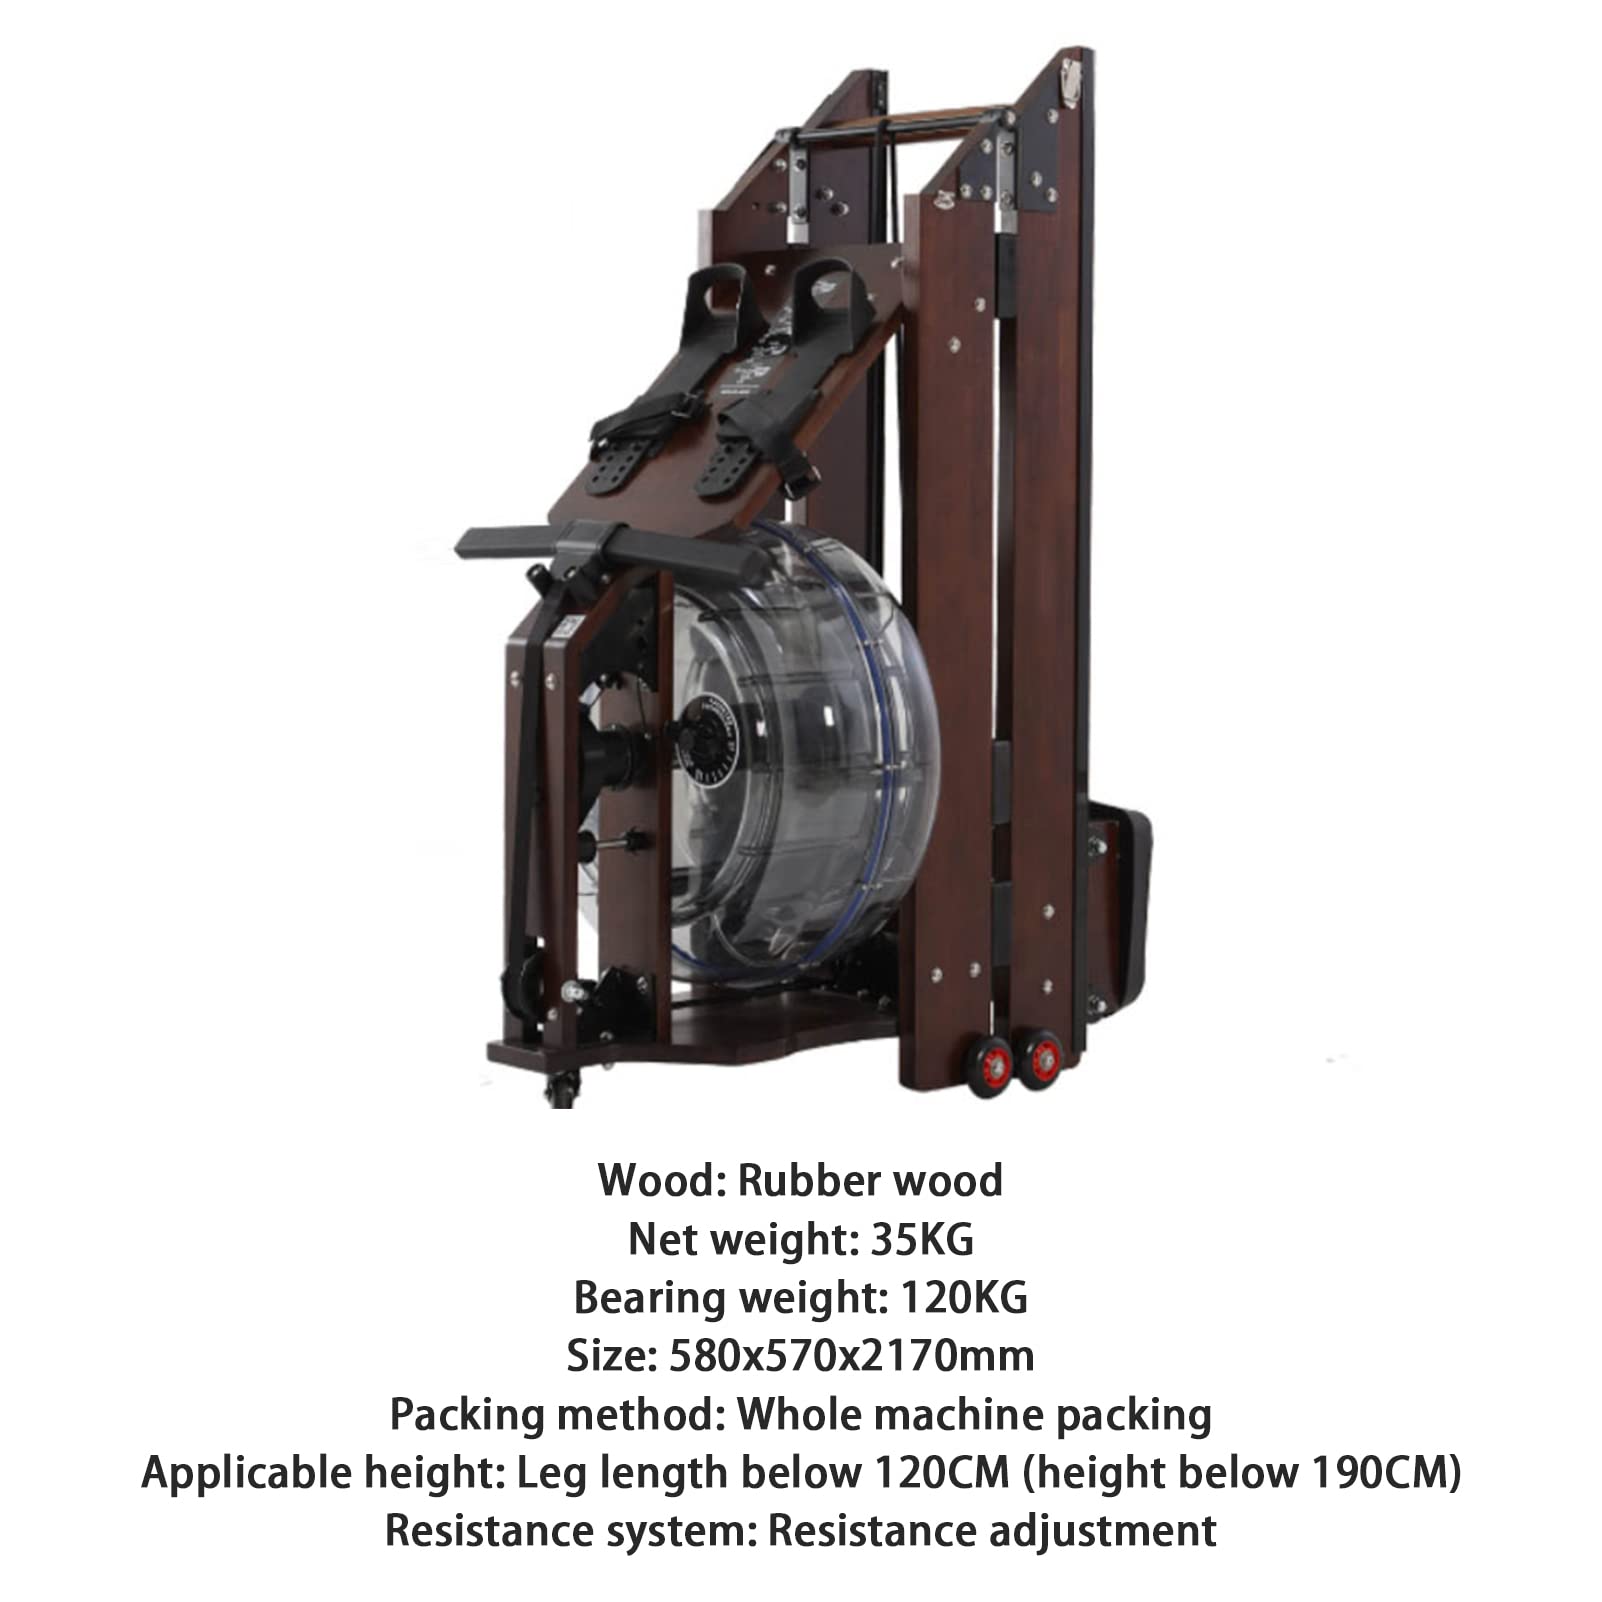 Wood: Rubber wood
Net weight: 35KG
Bearing weight: 120KG
Size: 580x570x2170mm
Packing method: Whole machine packing
Applicable height: Leg length below 120CM (height below 190CM)
Resistance system: Resistance adjustment